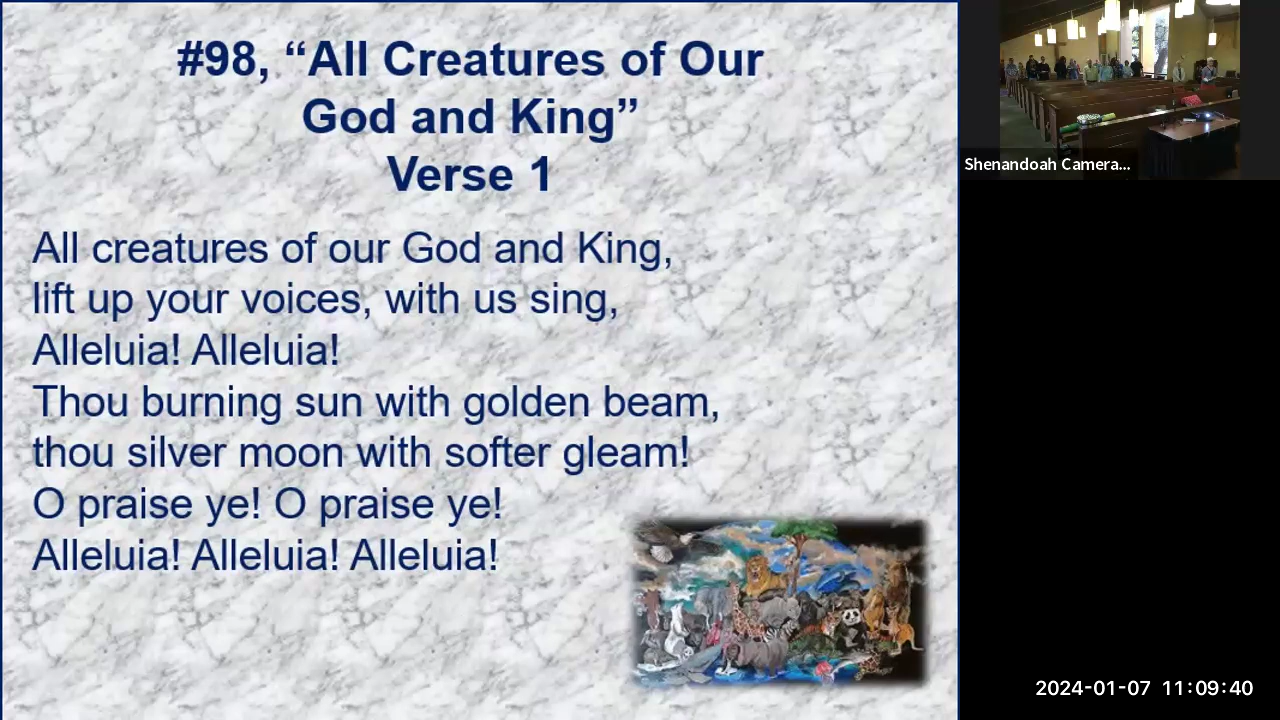 #98, “All Creatures of Our
God and King”
Verse 1
All creatures of our God and King,
lift up your voices, with us sing,
Alleluia! Alleluia!
Thou burning sun with golden beam,
thou silver moon with softer gleam!
O praise ye! O praise ye!
Alleluia! Alleluia! Alleluia!
Shenandoah Camera...
2024-01-07 11:09:40